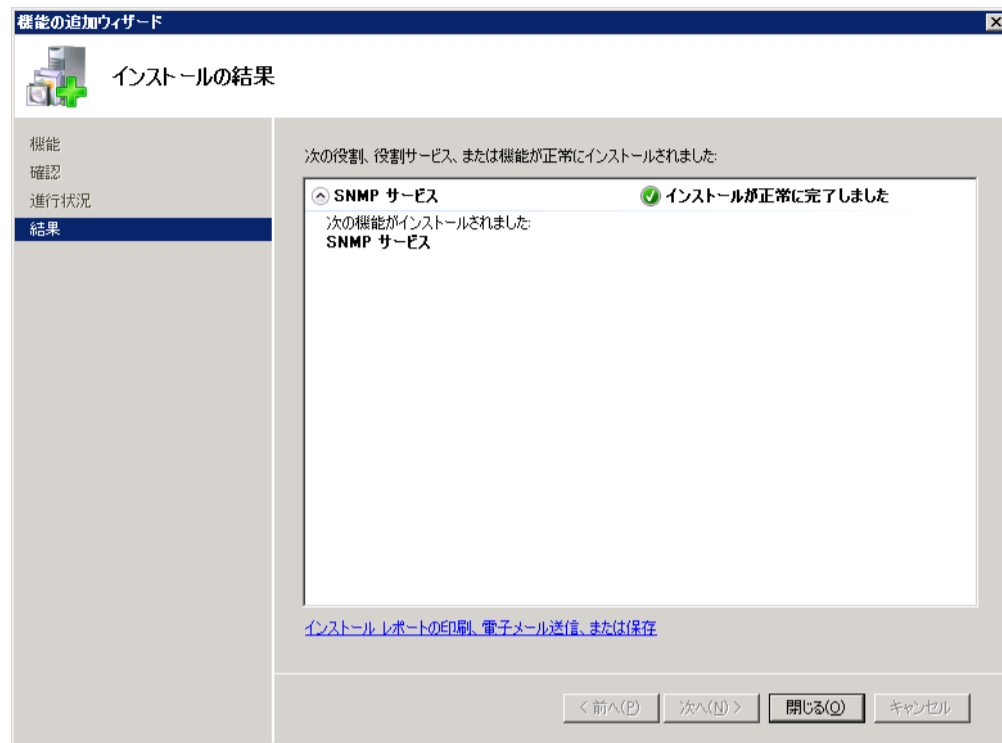 機能の追加ウィザード
インストールの結果
機能
確認
進行状況
結果
次の役割、役割サービス、または機能が正常にインストールされました:
SNMP サービス インストールが正常に完了しました
次の機能がインストールされました:
SNMP サービス
インストール レポートの印刷、電子メール送信、または保存
< 前へ(P) 次へ(N) > 閉じる(O) キャンセル